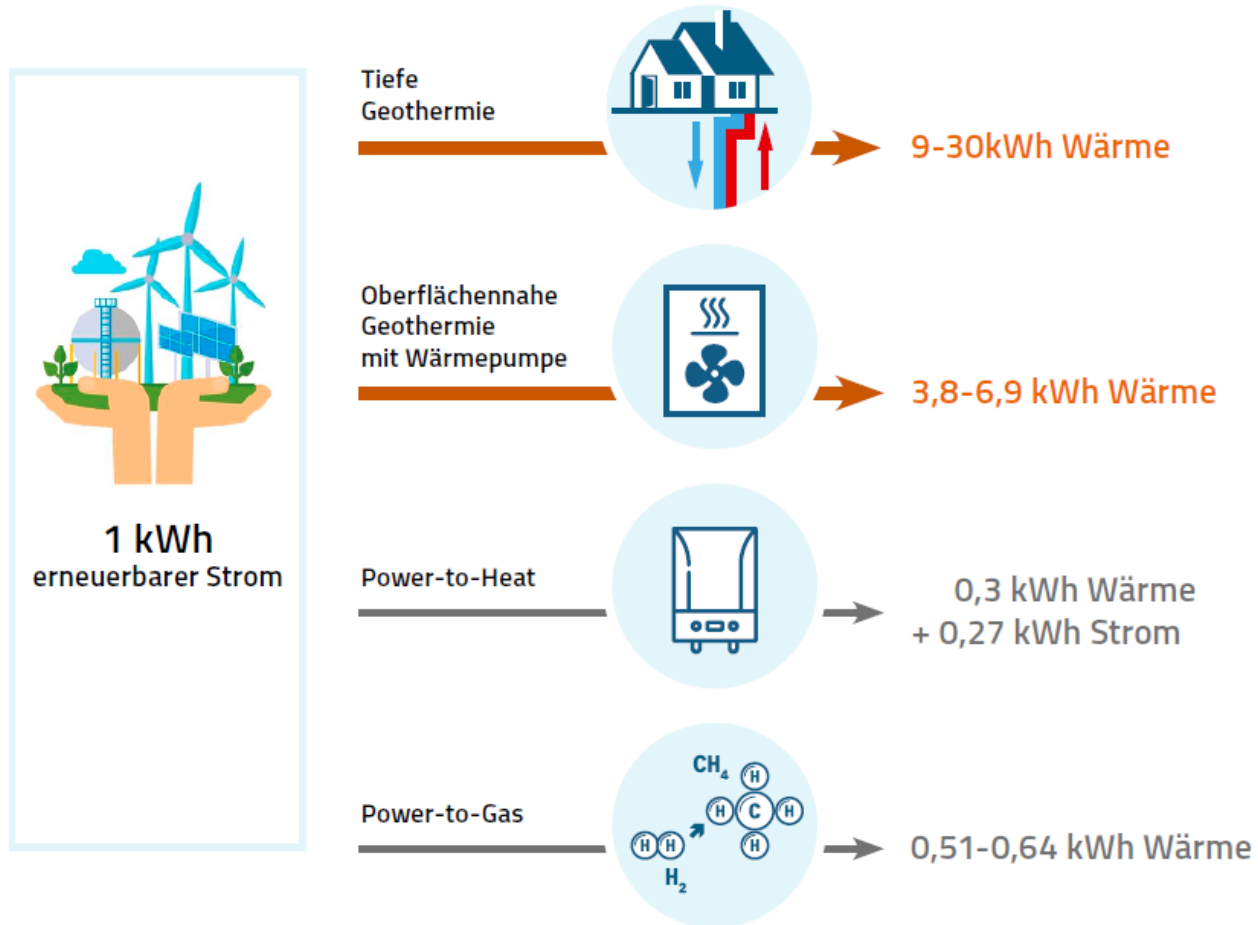 Tiefe
Geothermie
9-30kWh Wärme
Oberflächennahe
Geothermie
mit Wärmepumpe
3,8-6,9 kWh Wärme
1 kWh
erneuerbarer Strom
Power-to-Heat
0,3 kWh Wärme
+ 0,27 kWh Strom
Power-to-Gas
CH₄
H
H C H
H
H H
H₂
0,51-0,64 kWh Wärme